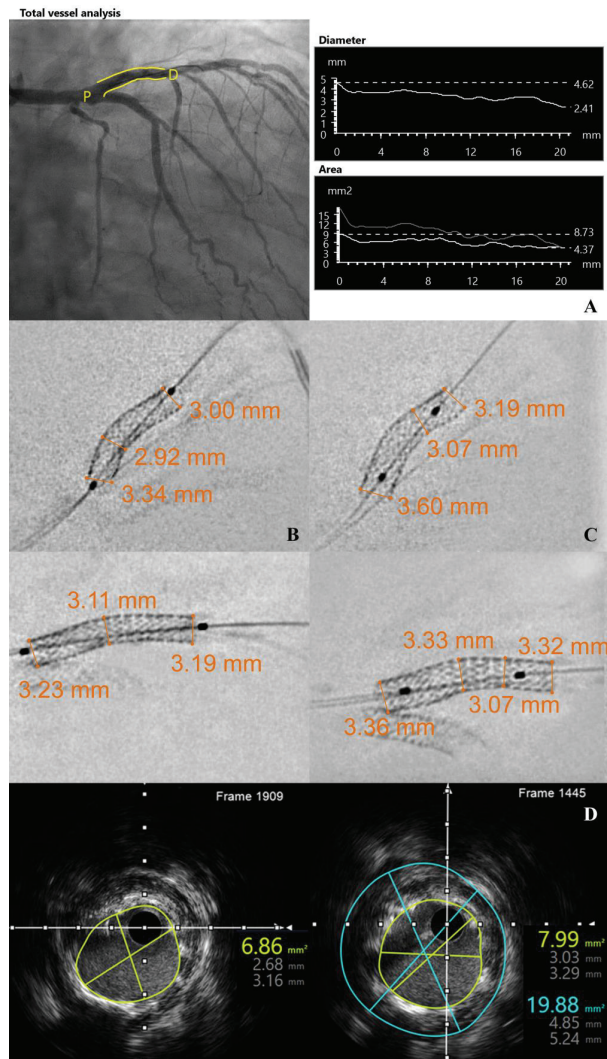 Total vessel analysis
P
D
Diameter
mm
5
4
3
2
1
0
4.62
2.41
0 4 8 12 16 20 mm
Area
mm2
15
12
9
6
3
0
8.73
4.37
mm
0 4 8 12 16 20
A
3.00 mm
2.92 mm
3.34 mm
B
3.19 mm
3.07 mm
3.60 mm
C
3.11 mm
3.19 mm
3.23 mm
3.33 mm
3.32 mm
3.07 mm
3.36 mm
Frame 1909
6.86 mm²
2.68 mm
3.16 mm
Frame 1445
D
7.99 mm²
3.03 mm
3.29 mm
19.88 mm²
4.85 mm
5.24 mm